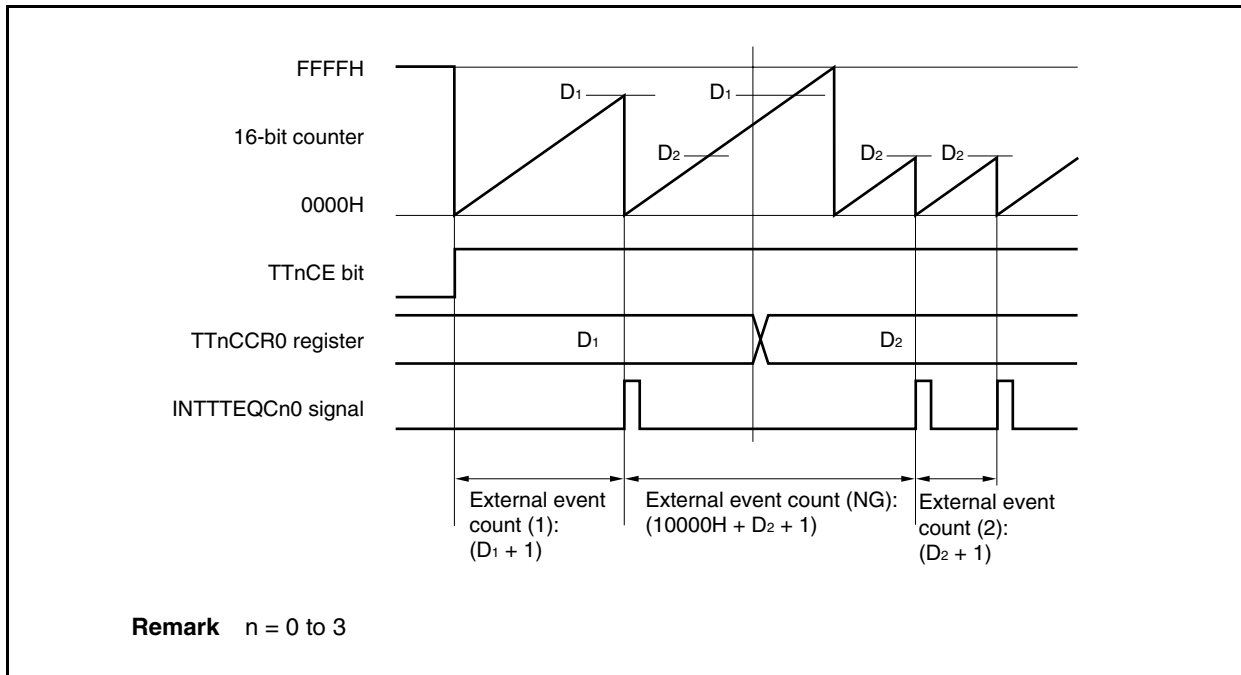 FFFFH
D1
D1
16-bit counter
D2
D2
D2
0000H
TTnCE bit
TTnCCR0 register
D1
D2
INTTTEQCn0 signal
External event
count (1):
(D1 + 1)
External event count (NG):
(10000H + D2 + 1)
External event
count (2):
(D2 + 1)
Remark n = 0 to 3